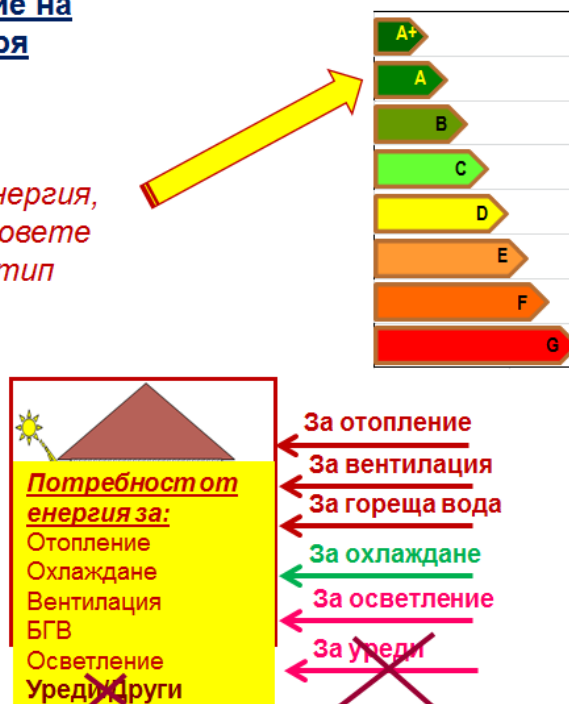 ие на
ря
нергия,
овете
тип
A+
A
B
C
D
E
F
G
Потребност от
енергия за:
Отопление
Охлаждане
Вентилация
БГВ
Осветление
Уреди/Други
За отопление
За вентилация
За гореща вода
За охлаждане
За осветление
За уреди